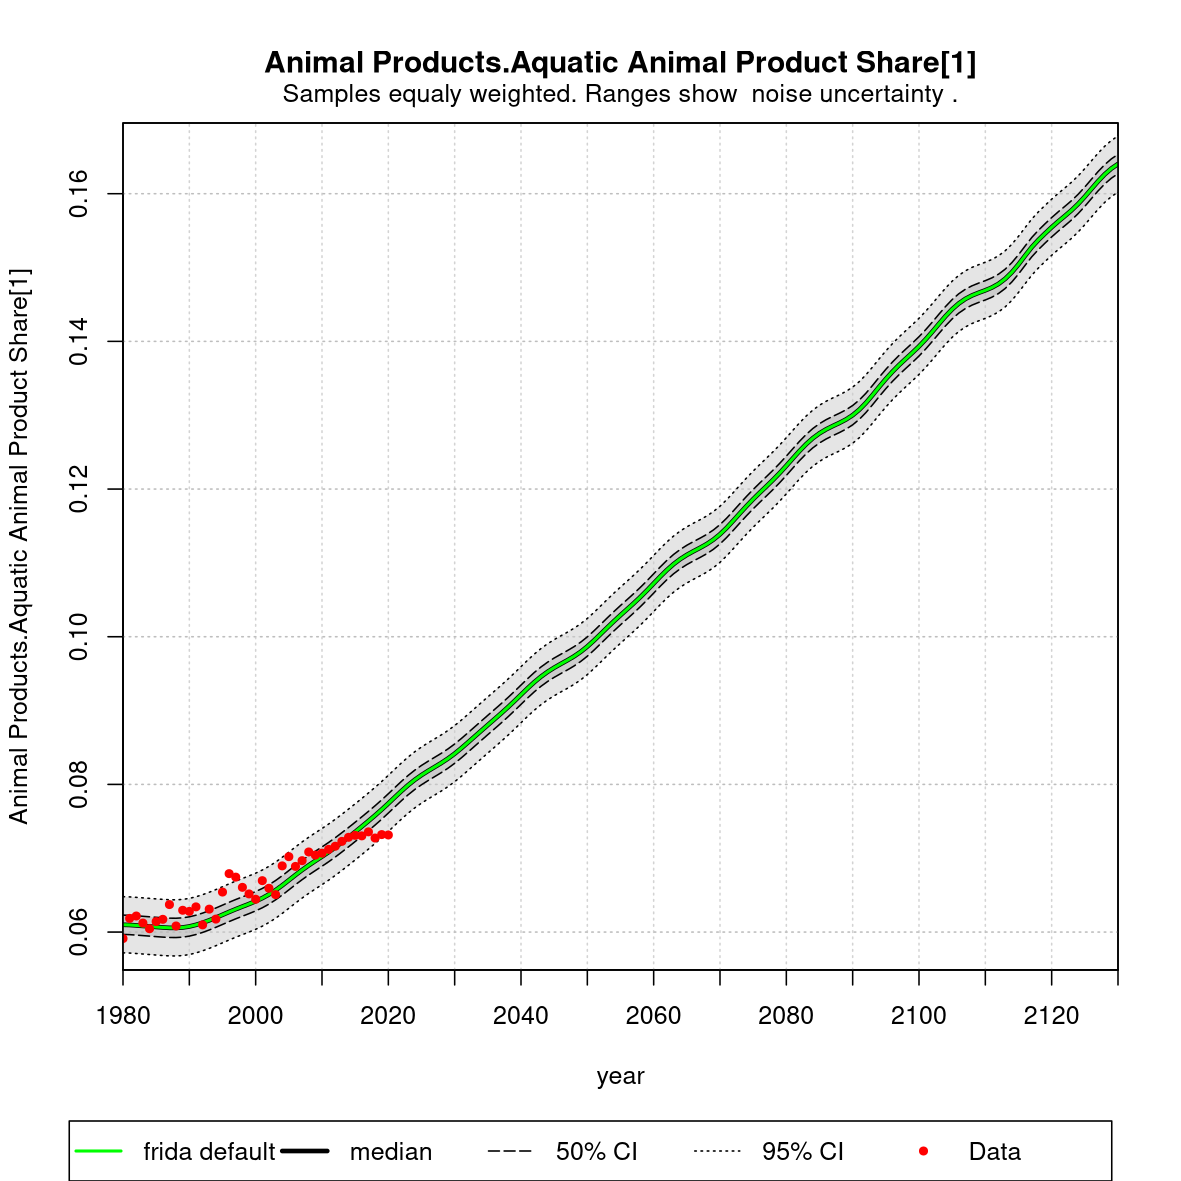 Animal Products.Aquatic Animal Product Share[1]
Samples equaly weighted. Ranges show  noise uncertainty .
Animal Products.Aquatic Animal Product Share[1]
0.16
0.14
0.12
0.10
0.08
0.06
1980 2000 2020 2040 2060 2080 2100 2120
year
frida default median 50% CI 95% CI Data